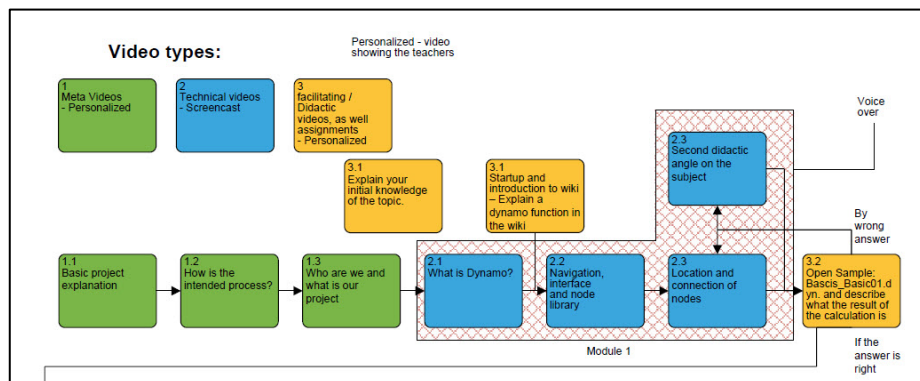 Video types:
Personalized - video
showing the teachers
1
Meta Videos
- Personalized
2
Technical videos
- Screencast
3
facilitating /
Didactic
videos, as well
assignments
- Personalized
Voice
over
3.1
Explain your
initial knowledge
of the topic.
3.1
Startup and
introduction to wiki
– Explain a
dynamo function in
the wiki
2.3
Second didactic
angle on the
subject
By
wrong
answer
1.1
Basic project
explanation
1.2
How is the
intended process?
1.3
Who are we and
what is our
project
2.1
What is Dynamo?
2.2
Navigation,
interface
and node
library
2.3
Location and
connection of
nodes
3.2
Open Sample:
Bascis_Basic01.d
yn. and describe
what the result of
the calculation is
Module 1
If the
answer is
right